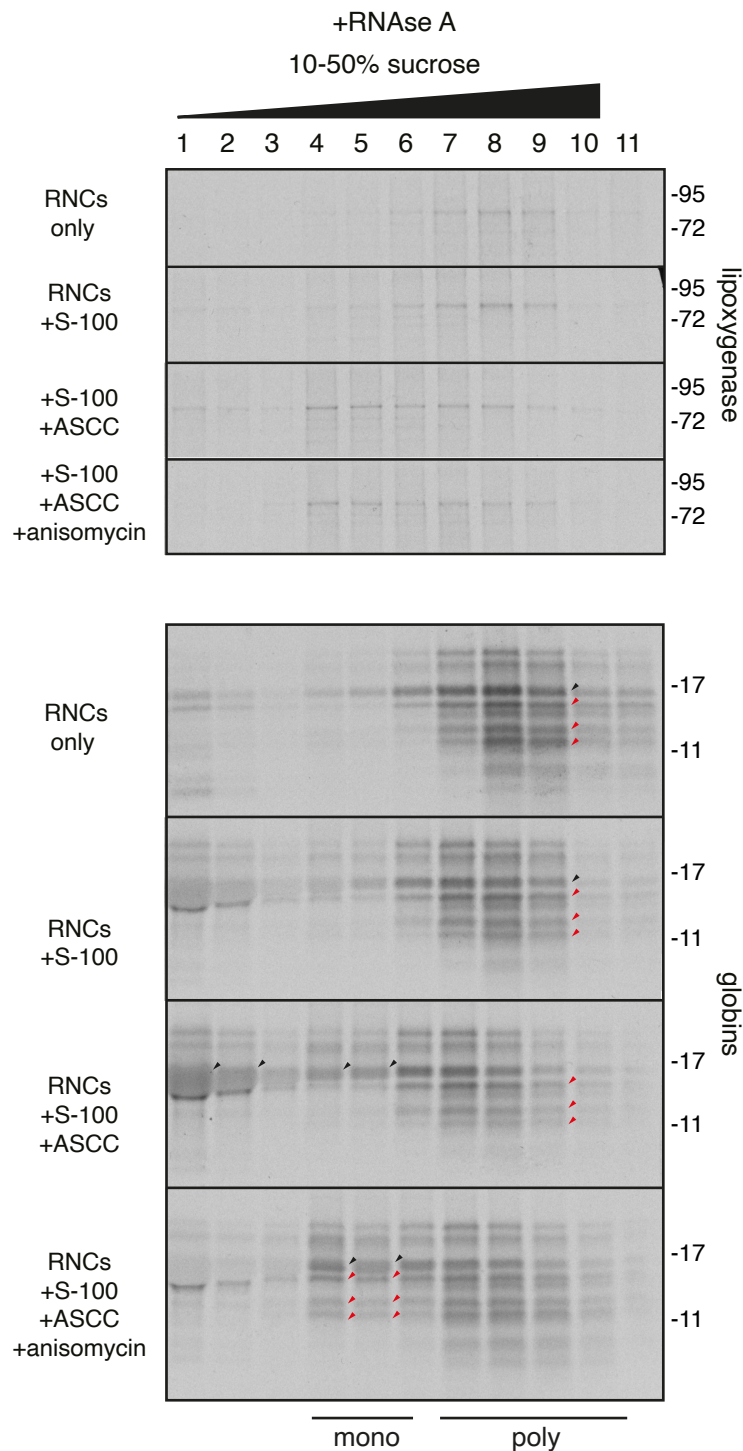 +RNAse A
10-50% sucrose
1 2 3 4 5 6 7 8 9 10 11
RNCs
only
-95
-72
RNCs
+S-100
-95
-72
+S-100
+ASCC
-95
-72
+S-100
+ASCC
+anisomycin
-95
-72
lipoxygenase
RNCs
only
-17
-11
RNCs
+S-100
-17
-11
RNCs
+S-100
+ASCC
-17
-11
RNCs
+S-100
+ASCC
+anisomycin
-17
-11
globins
mono poly